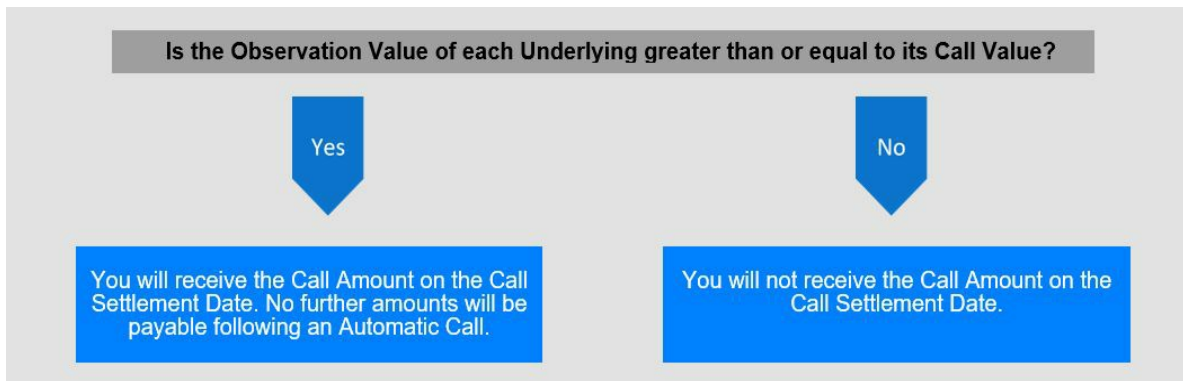 Is the Observation Value of each Underlying greater than or equal to its Call Value?
Yes
No
You will receive the Call Amount on the Call
Settlement Date. No further amounts will be
payable following an Automatic Call.
You will not receive the Call Amount on the
Call Settlement Date.